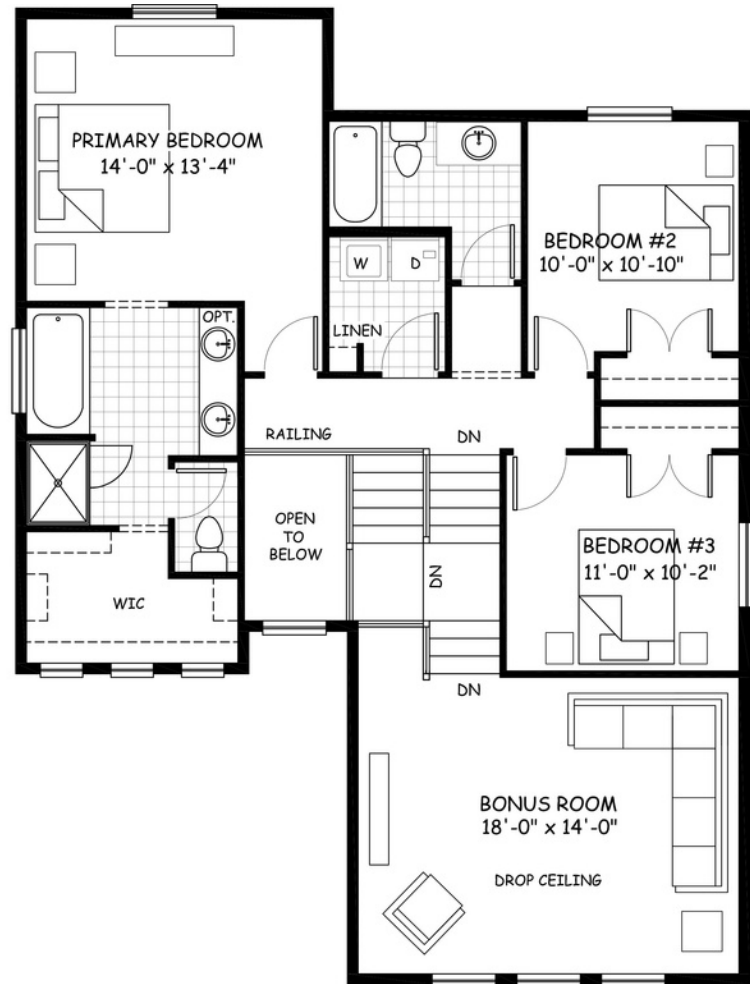 PRIMARY BEDROOM
14'-0" x 13'-4"
BEDROOM #2
10'-0" x 10'-10"
W
D
LINEN
OPT.
RAILING
DN
OPEN
TO
BELOW
DN
BEDROOM #3
11'-0" x 10'-2"
WIC
DN
BONUS ROOM
18'-0" x 14'-0"
DROP CEILING